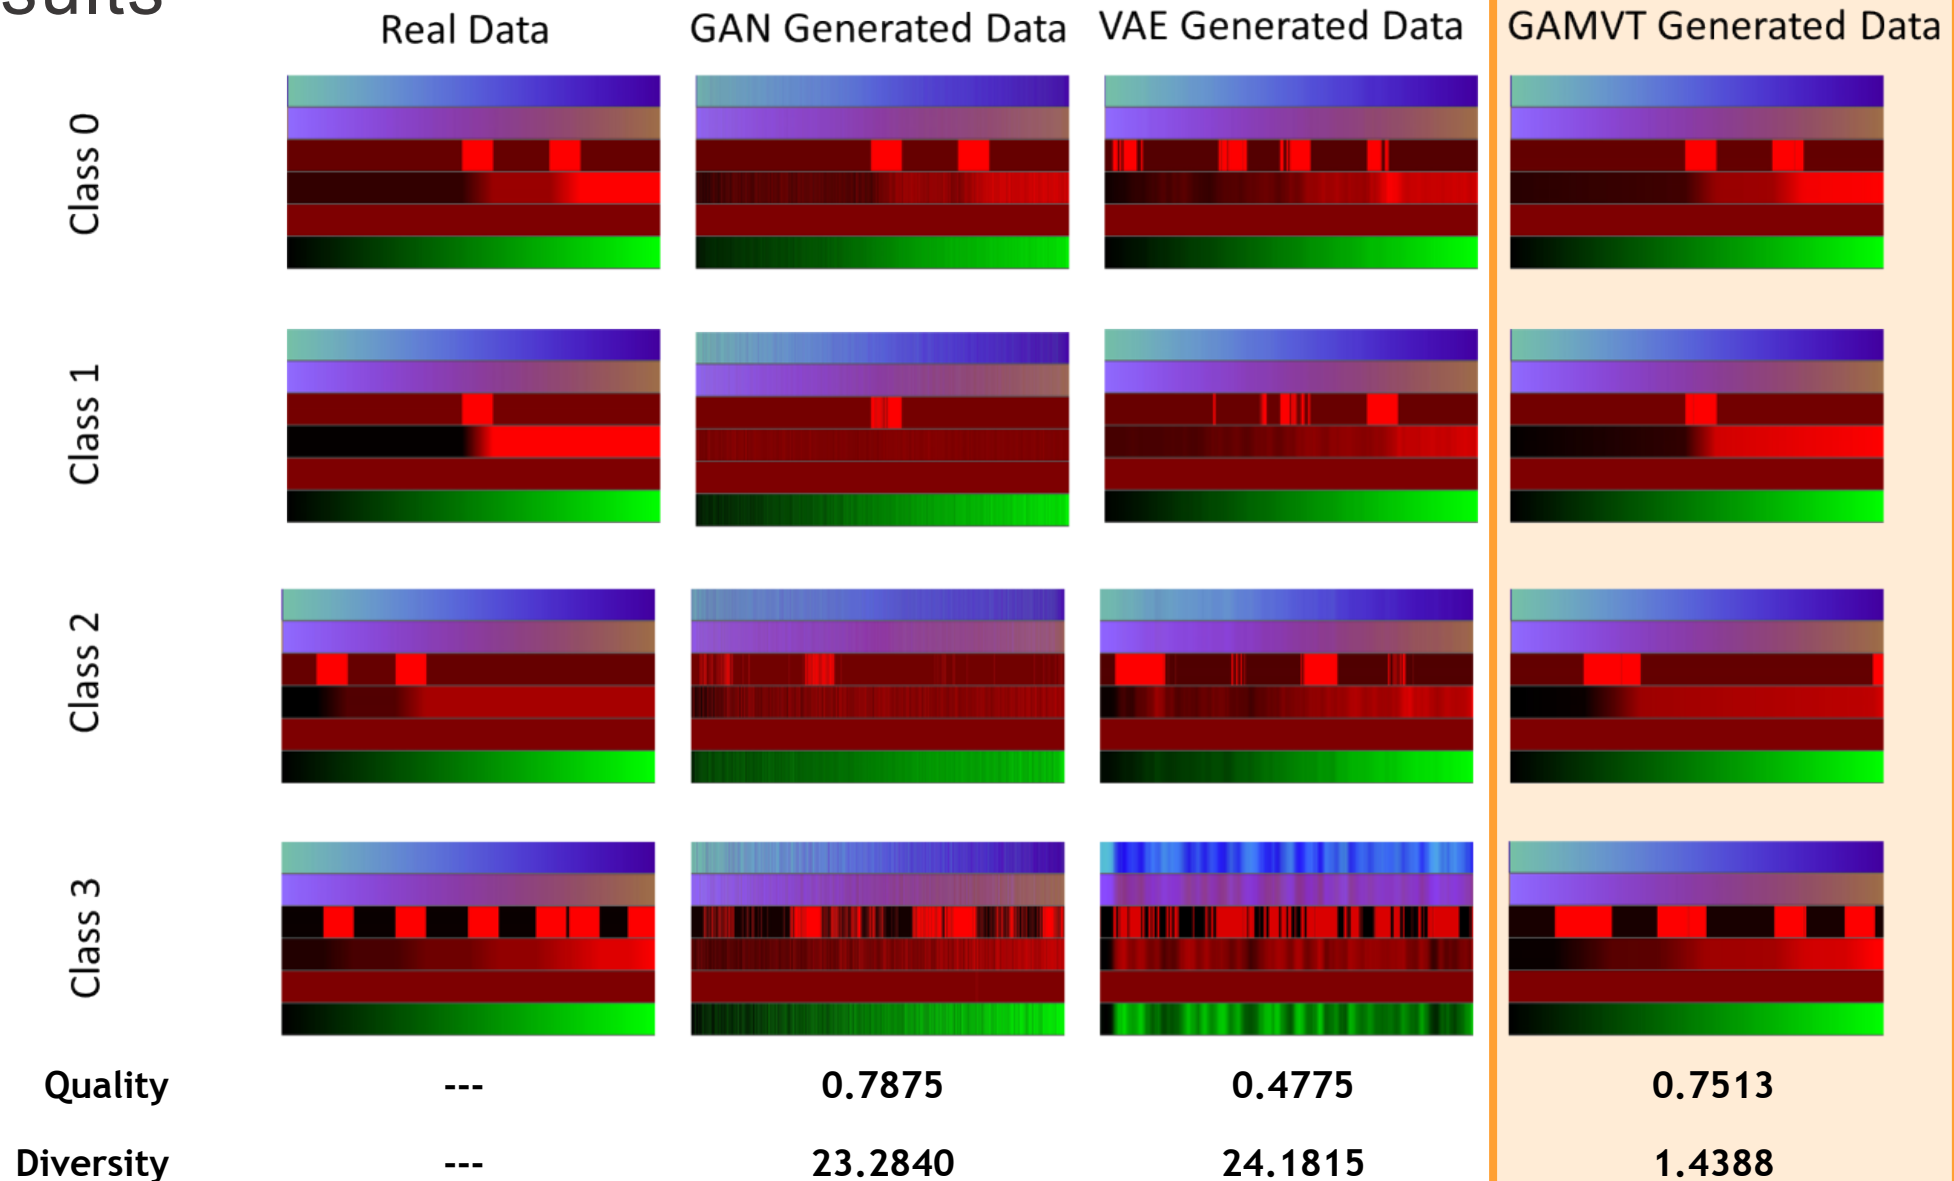 Real Data GAN Generated Data VAE Generated Data GAMVT Generated Data
Class 0
Class 1
Class 2
Class 3
Quality --- 0.7875 0.4775 0.7513
Diversity --- 23.2840 24.1815 1.4388